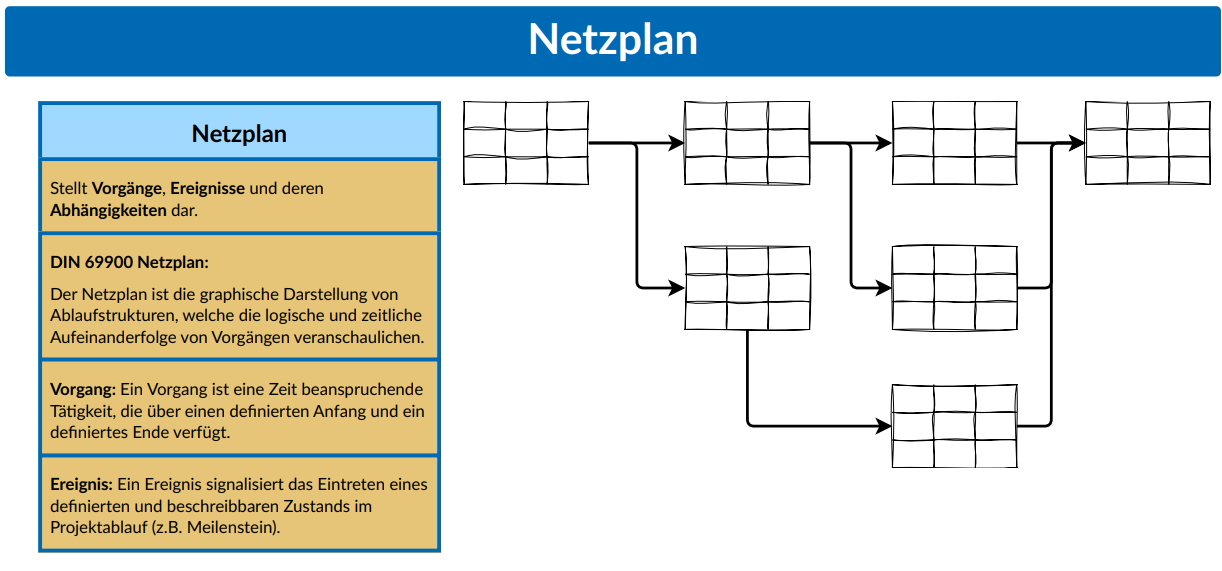 Netzplan
Netzplan
Stellt Vorgänge, Ereignisse und deren
Abhängigkeiten dar.
DIN 69900 Netzplan:
Der Netzplan ist die graphische Darstellung von
Ablaufstrukturen, welche die logische und zeitliche
Aufeinanderfolge von Vorgängen veranschaulichen.
Vorgang: Ein Vorgang ist eine Zeit beanspruchende
Tätigkeit, die über einen definierten Anfang und ein
definiertes Ende verfügt.
Ereignis: Ein Ereignis signalisiert das Eintreten eines
definierten und beschreibbaren Zustands im
Projektablauf (z.B. Meilenstein).